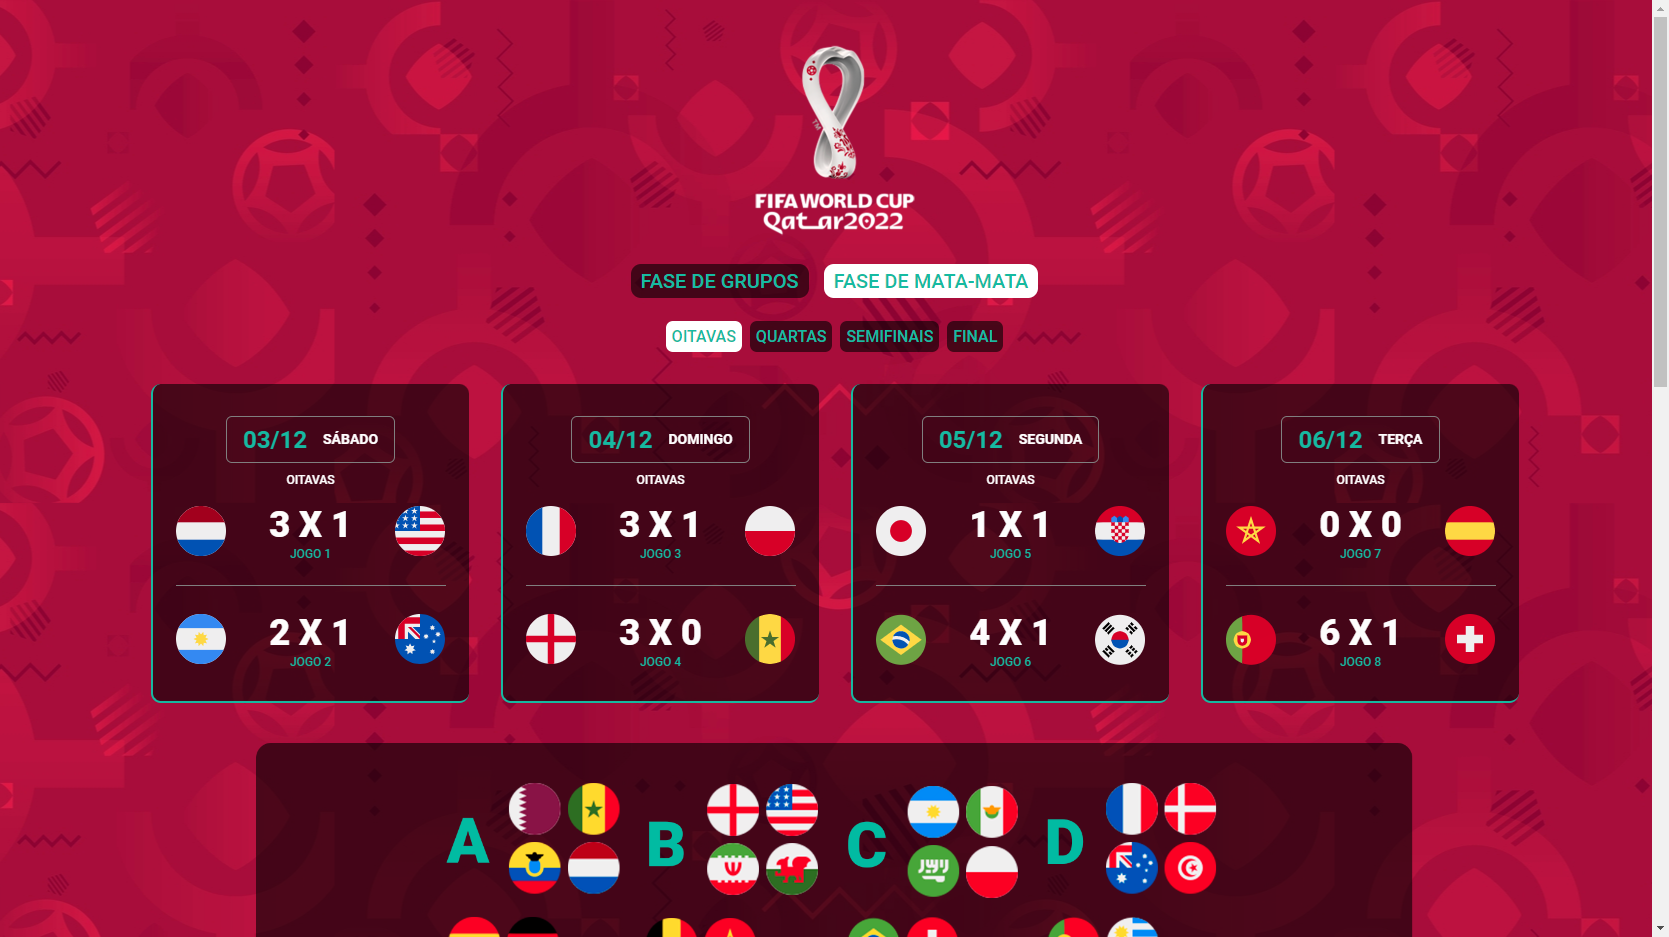 TM
FIFA WORLD CUP
Qatar2022
FASE DE GRUPOS
FASE DE MATA-MATA
OITAVAS
QUARTAS
SEMIFINAIS
FINAL
03/12 SÁBADO
OITAVAS
3 X 1
JOGO 1
2 X 1
JOGO 2
04/12 DOMINGO
OITAVAS
3 X 1
JOGO 3
3 X 0
JOGO 4
05/12 SEGUNDA
OITAVAS
1 X 1
JOGO 5
4 X 1
JOGO 6
06/12 TERÇA
OITAVAS
0 X 0
JOGO 7
6 X 1
JOGO 8
A
B
C
D